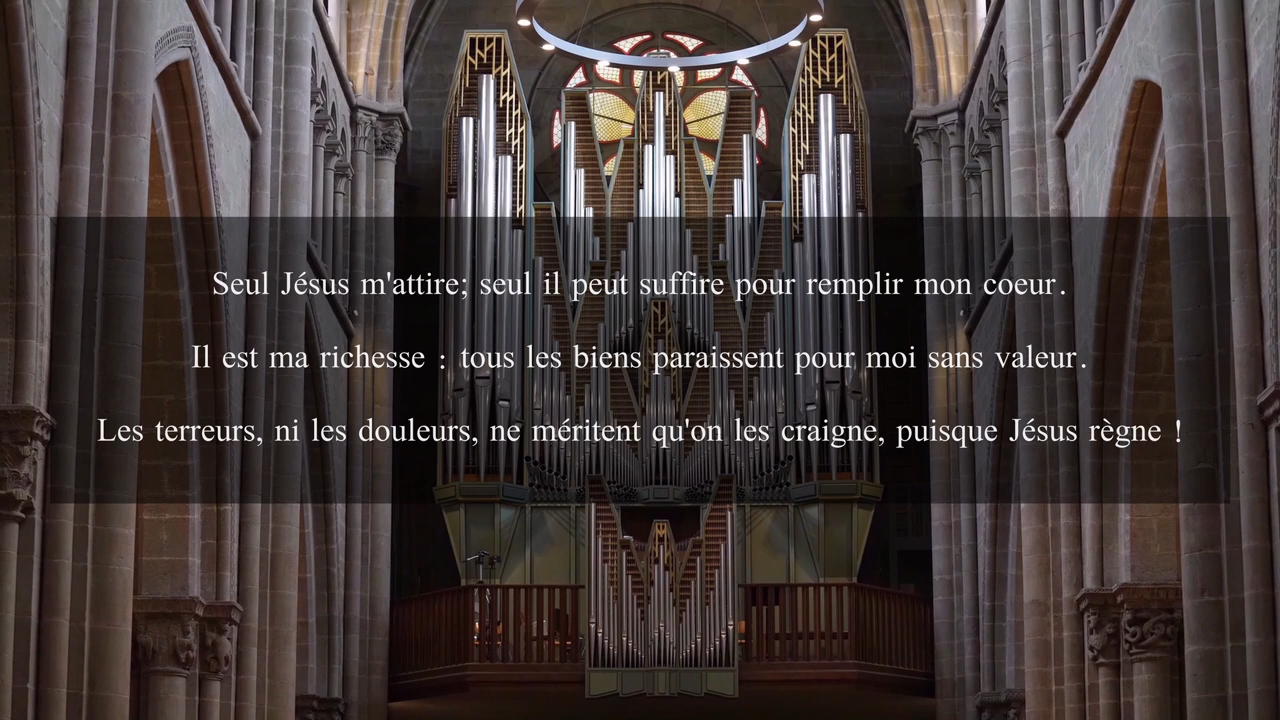 Seul Jésus m'attire; seul il peut suffire pour remplir mon coeur.
Il est ma richesse : tous les biens paraissent pour moi sans valeur.
Les terreurs, ni les douleurs, ne méritent qu'on les craigne, puisque Jésus règne !